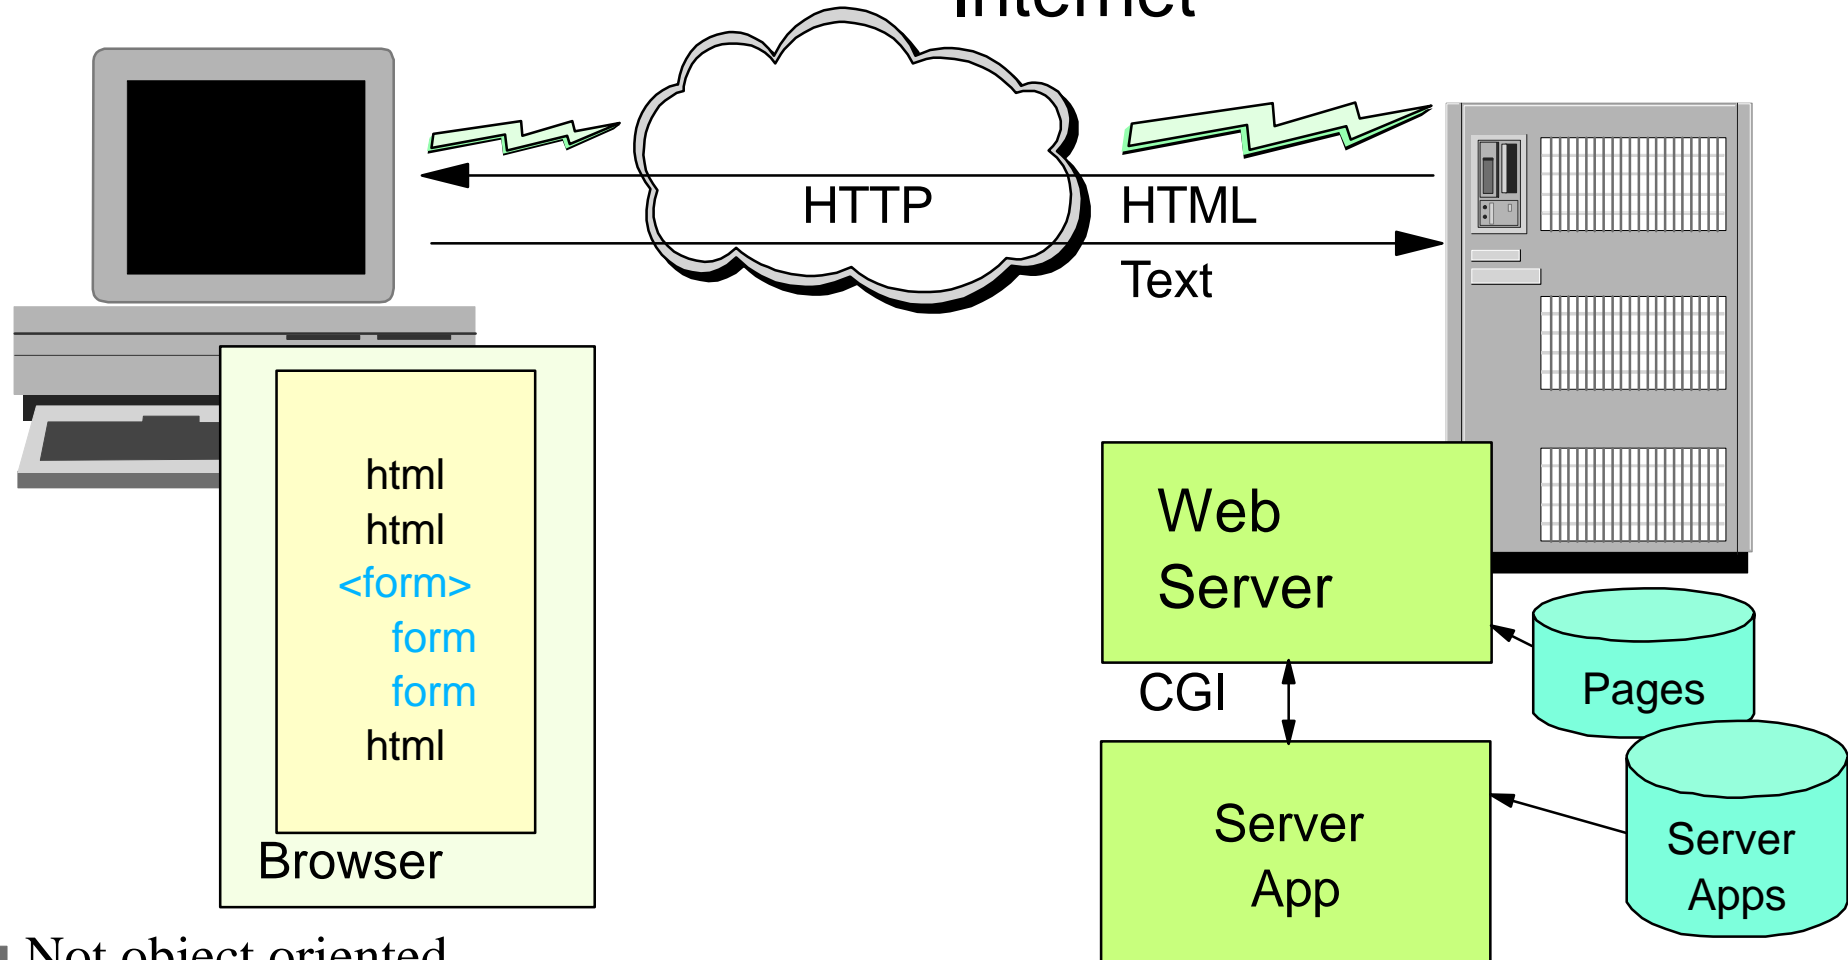 Internet
HTTP
HTML
Text
html
html
<form>
form
form
html
Browser
Web
Server
CGI
Pages
Server
App
Server
Apps
Not object oriented